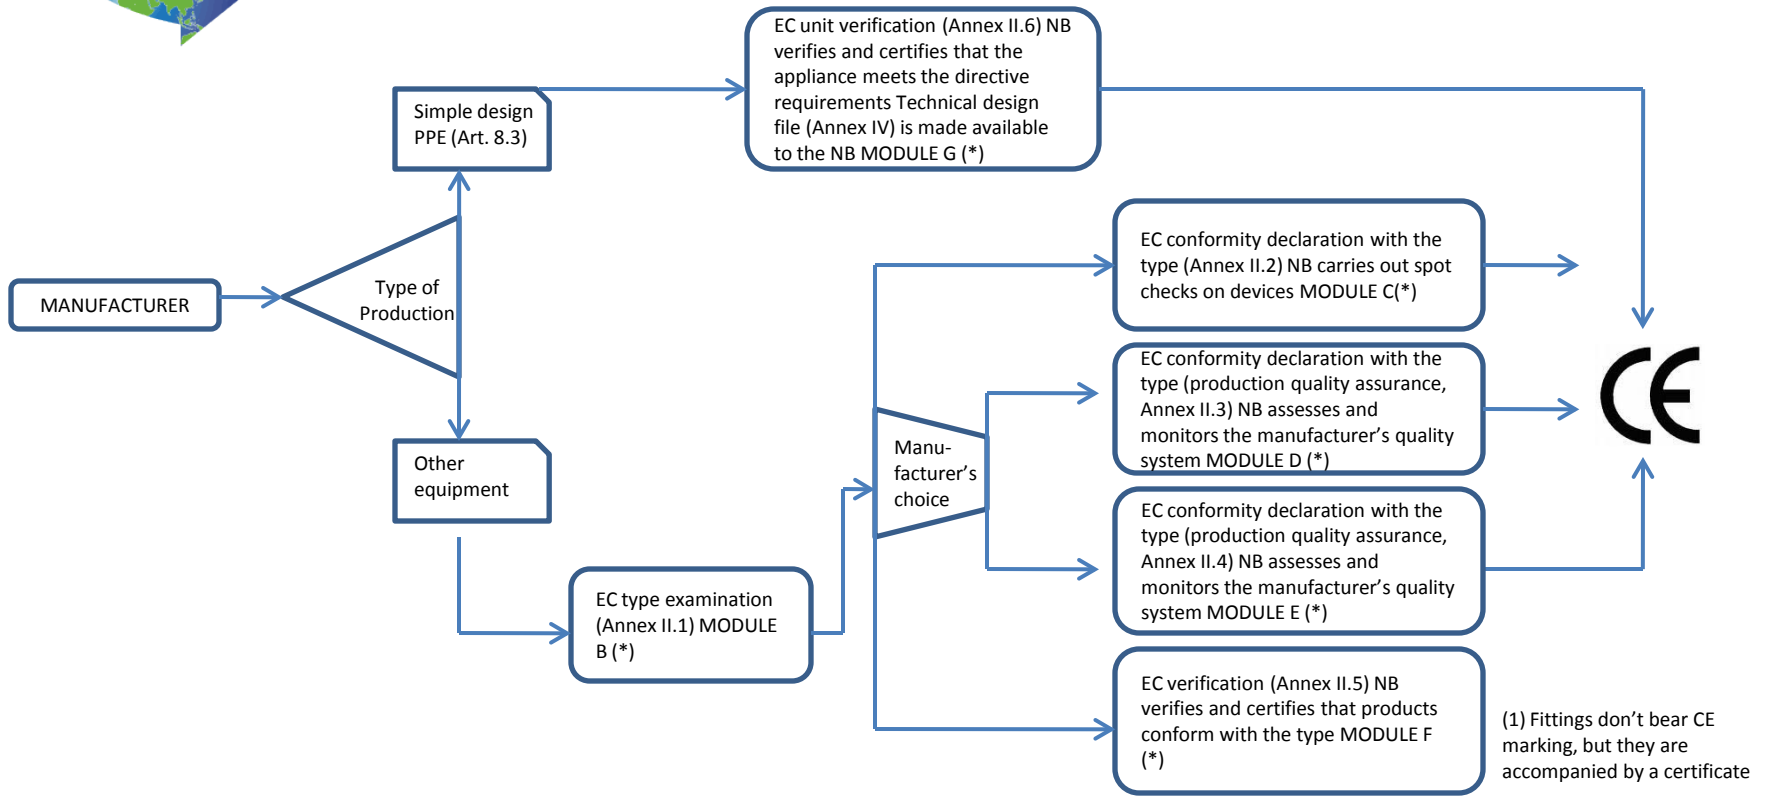 EC unit verification (Annex II.6) NB
verifies and certifies that the
appliance meets the directive
requirements Technical design
file (Annex IV) is made available
to the NB MODULE G (*)
Simple design
PPE (Art. 8.3)
EC conformity declaration with the
type (Annex II.2) NB carries out spot
checks on devices MODULE C(*)
MANUFACTURER
Type of
Production
CE
EC conformity declaration with the
type (production quality assurance,
Annex II.3) NB assesses and
monitors the manufacturer's quality
system MODULE D (*)
Manu-
facturer's
choice
Other
equipment
EC conformity declaration with the
type (production quality assurance,
Annex II.4) NB assesses and
monitors the manufacturer's quality
system MODULE E (*)
EC type examination
(Annex II.1) MODULE
B (*)
EC verification (Annex II.5) NB
verifies and certifies that products
conform with the type MODULE F
(*)
(1) Fittings don't bear CE
marking, but they are
accompanied by a certificate